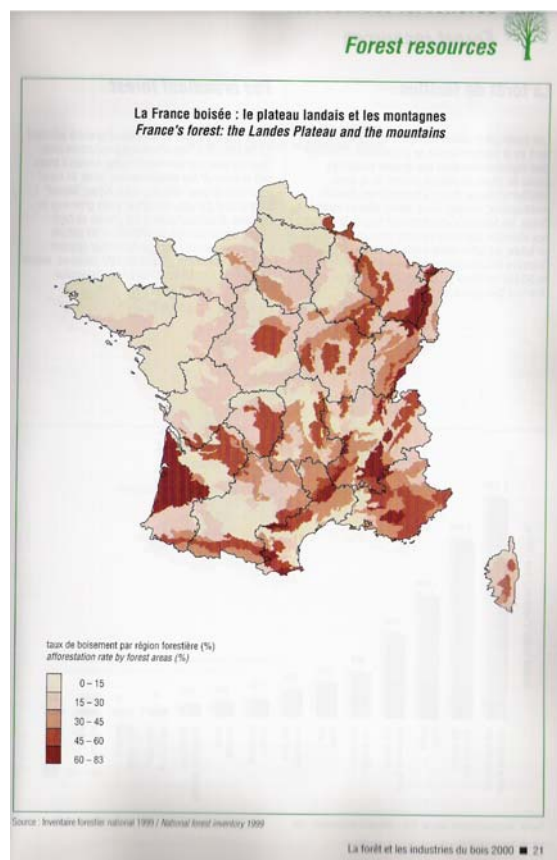 Forest resources
La France boisée : le plateau landais et les montagnes
France's forest: the Landes Plateau and the mountains
taux de boisement par région forestière (%)
afforestation rate by forest areas (%)
0 – 15
15 – 30
30 – 45
45 – 60
60 – 83
Source : Inventaire forestier national 1999 / National forest inventory 1999
La forêt et les industries du bois 2000 ■ 21